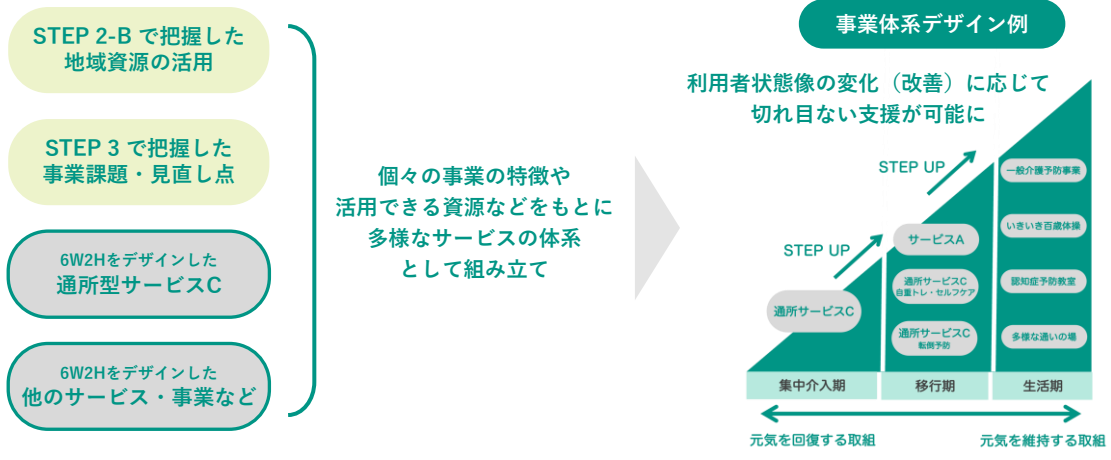 STEP 2-B で把握した
地域資源の活用
STEP 3 で把握した
事業課題・見直し点
6W2Hをデザインした
通所型サービスC
6W2Hをデザインした
他のサービス・事業など
個々の事業の特徴や
活用できる資源などをもとに
多様なサービスの体系
として組み立て
事業体系デザイン例
利用者状態像の変化（改善）に応じて
切れ目ない支援が可能に
STEP UP
STEP UP
通所サービスC
サービスA
通所サービスC
自重トレ・セルフケア
通所サービスC
転倒予防
一般介護予防事業
いきいき百歳体操
認知症予防教室
多様な通いの場
集中介入期
移行期
生活期
元気を回復する取組
元気を維持する取組